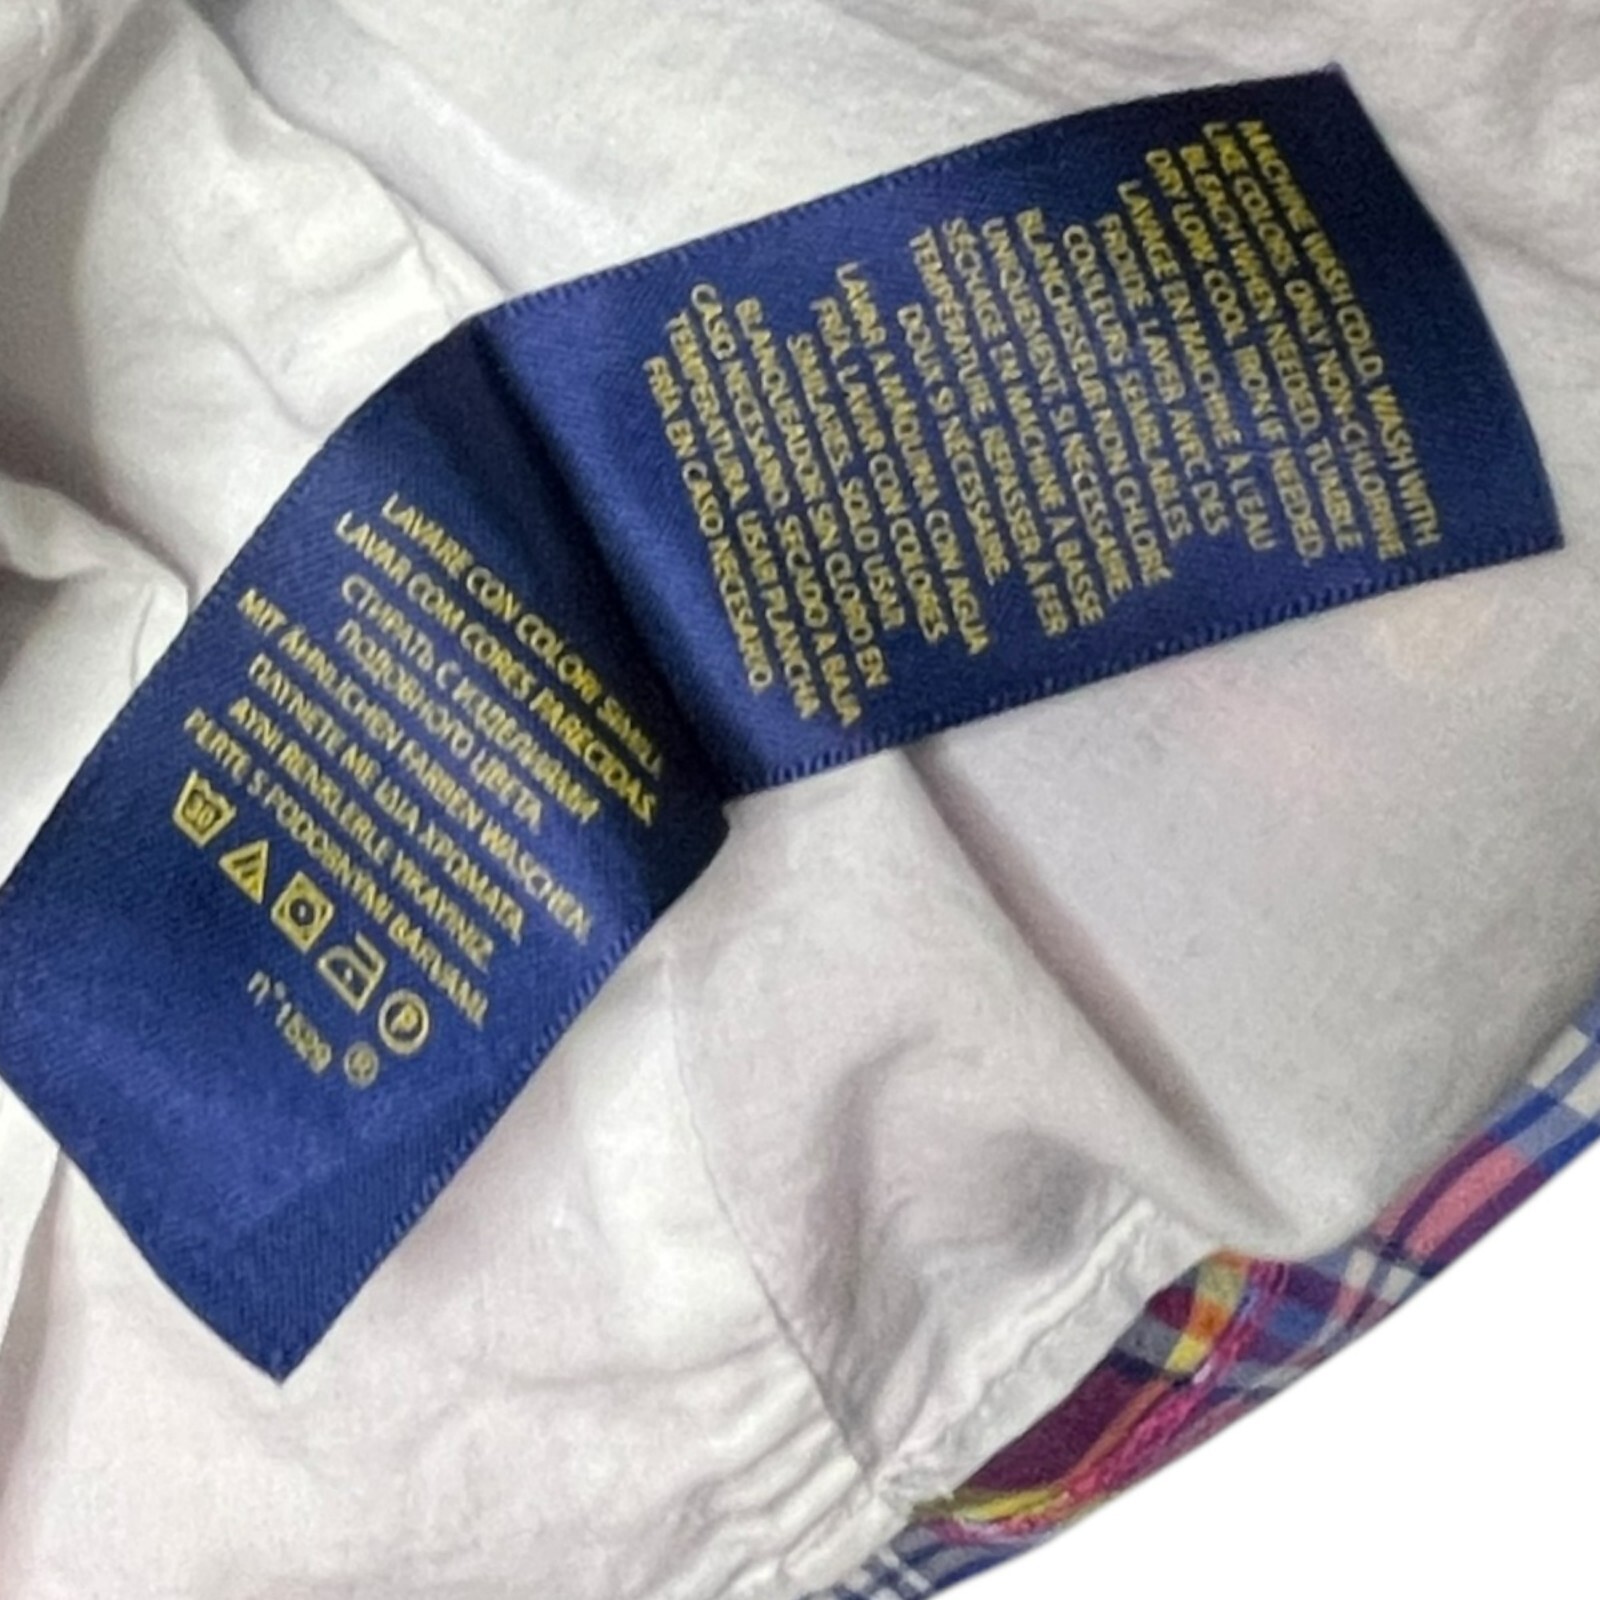 MACHINE WASH COLD, WASH WITH
LIKE COLORS. ONLY NON-CHLORINE
BLEACH WHEN NEEDED. TUMBLE
DRY LOW. COOL IRON IF NEEDED.
LAVAGE EN MACHINE À L'EAU
FROIDE. LAVER AVEC DES
COULEURS SEMBLABLES.
BLANCHISSEUR NON CHLORÉ
UNIQUEMENT, SI NÉCESSAIRE.
SÉCHAGE EN MACHINE À BASSE
TEMPÉRATURE. REPASSER À FER
DOUX SI NÉCESSAIRE.
LAVAR A MÁQUINA CON AGUA
FRÍA. LAVAR CON COLORES
SIMILARES. SOLO USAR
BLANQUEADOR SIN CLORO EN
CASO NECESARIO. SECADO A BAJA
TEMPERATURA. USAR PLANCHA
FRÍA EN CASO NECESARIO.
LAVARE CON COLORI SIMILI.
LAVAR COM CORES PARECIDAS.
СТИРАТЬ С ИЗДЕЛИЯМИ
ПОДОБНОГО ЦВЕТА.
MIT ÄHNLICHEN FARBEN WASCHEN.
ΠΛΥΝΕΤΕ ΜΕ ΙΔΙΑ ΧΡΩΜΑΤΑ.
AYNI RENKLERLE YIKAYINIZ.
PERTE S PODOBNÝMI BARVAMI.
30 P
n°1529 ®